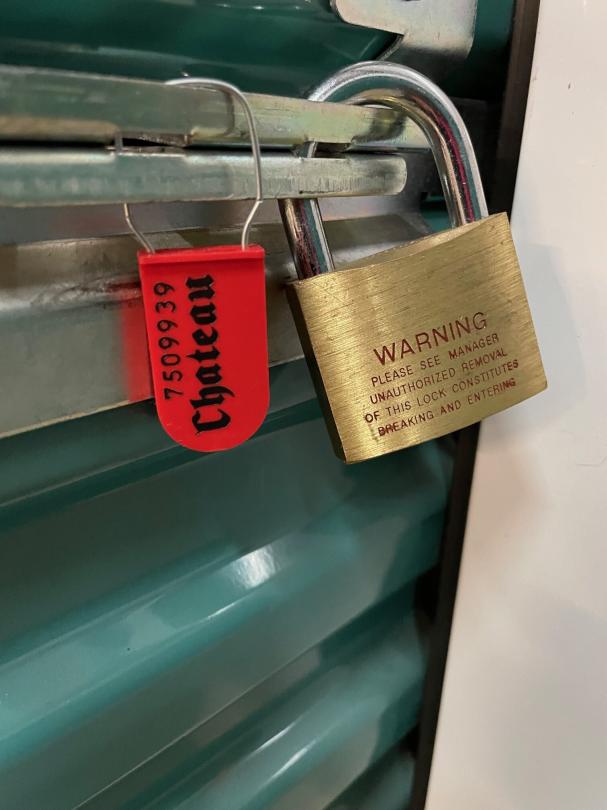 7509939
Chateau
WARNING
PLEASE SEE MANAGER
UNAUTHORIZED REMOVAL
OF THIS LOCK CONSTITUTES
BREAKING AND ENTERING